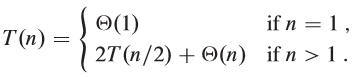 T(n) = { Θ(1) if n = 1 ,
2T(n/2) + Θ(n) if n > 1 .